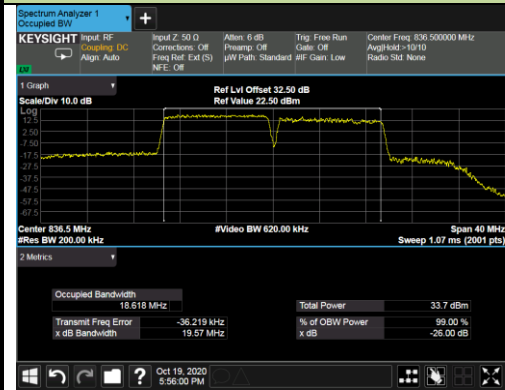 Spectrum Analyzer 1
Occupied BW
KEYSIGHT Input: RF Input Z: 50 Ω Atten: 6 dB Trig: Free Run Center Freq: 836.500000 MHz
Coupling: DC Corrections: Off Preamp: Off Gate: Off Avg|Hold:>10/10
Align: Auto Freq Ref: Ext (S) µW Path: Standard #IF Gain: Low Radio Std: None
NFE: Off
1 Graph
Ref Lvl Offset 32.50 dB
Scale/Div 10.0 dB Ref Value 22.50 dBm
Log
12.5
2.50
-7.50
-17.5
-27.5
-37.5
-47.5
-57.5
-67.5
Center 836.5 MHz #Video BW 620.00 kHz Span 40 MHz
#Res BW 200.00 kHz Sweep 1.07 ms (2001 pts)
2 Metrics
Occupied Bandwidth
18.618 MHz Total Power 33.7 dBm
Transmit Freq Error -36.219 kHz % of OBW Power 99.00 %
x dB Bandwidth 19.57 MHz x dB -26.00 dB
? Oct 19, 2020
5:56:00 PM